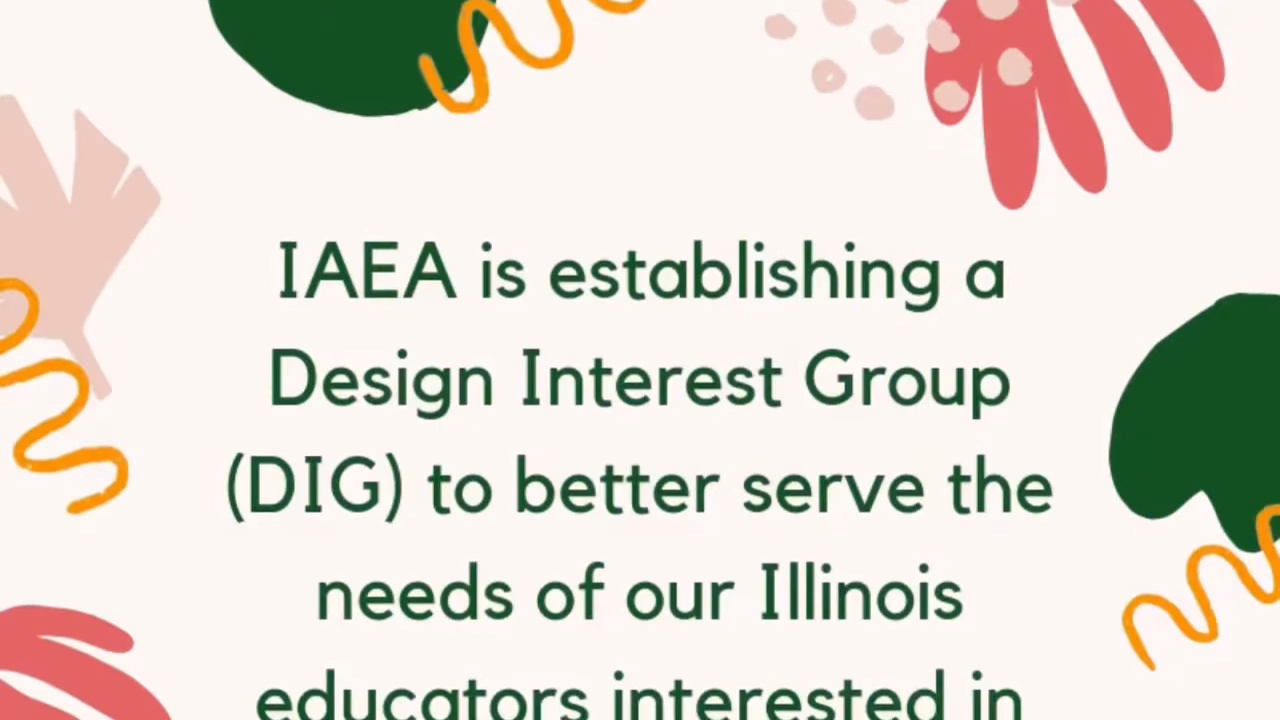 IAEA is establishing a
Design Interest Group
(DIG) to better serve the
needs of our Illinois
educators interested in